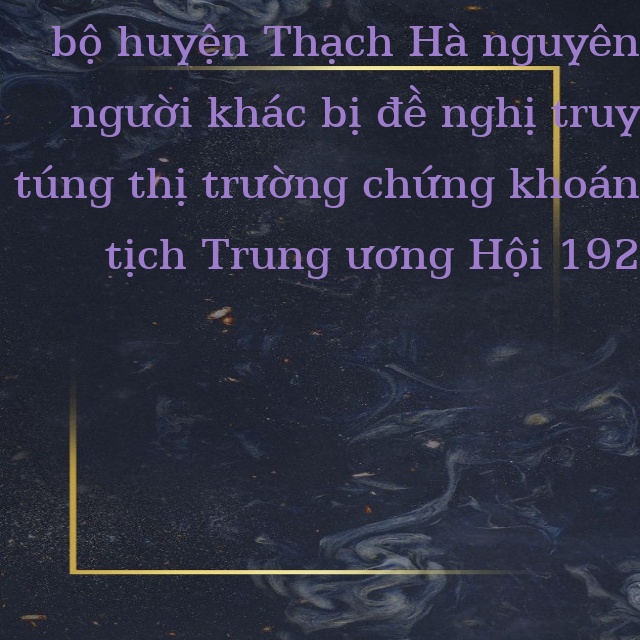 bộ huyện Thạch Hà nguyên
người khác bị đề nghị truy
túng thị trường chứng khoán
tịch Trung ương Hội 192